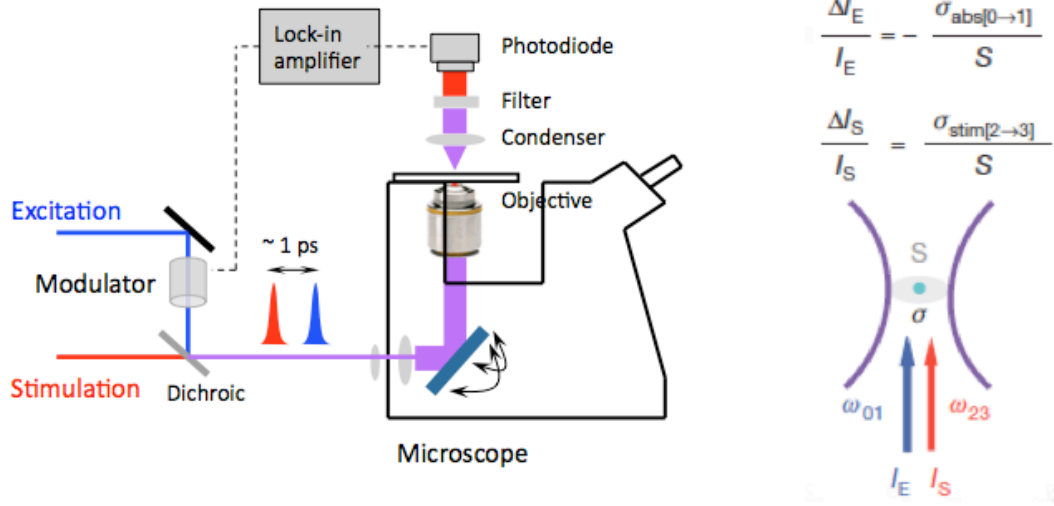 Lock-in
amplifier
Photodiode
Filter
Condenser
Objective
Excitation
Modulator
~ 1 ps
Stimulation
Dichroic
Microscope
ΔI_E / I_E = - σ_abs[0→1] / S
ΔI_S / I_S = σ_stim[2→3] / S
S
σ
ω_01
ω_23
I_E
I_S